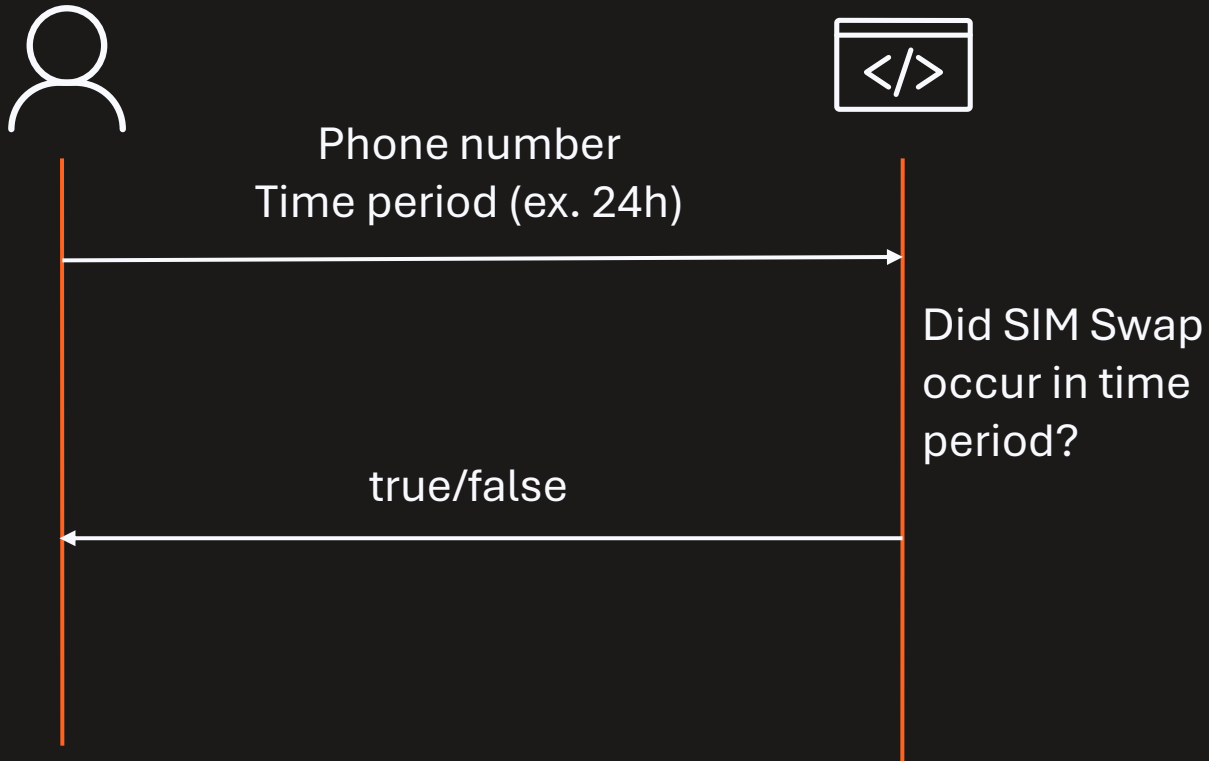 </>
Phone number
Time period (ex. 24h)
Did SIM Swap
occur in time
period?
true/false